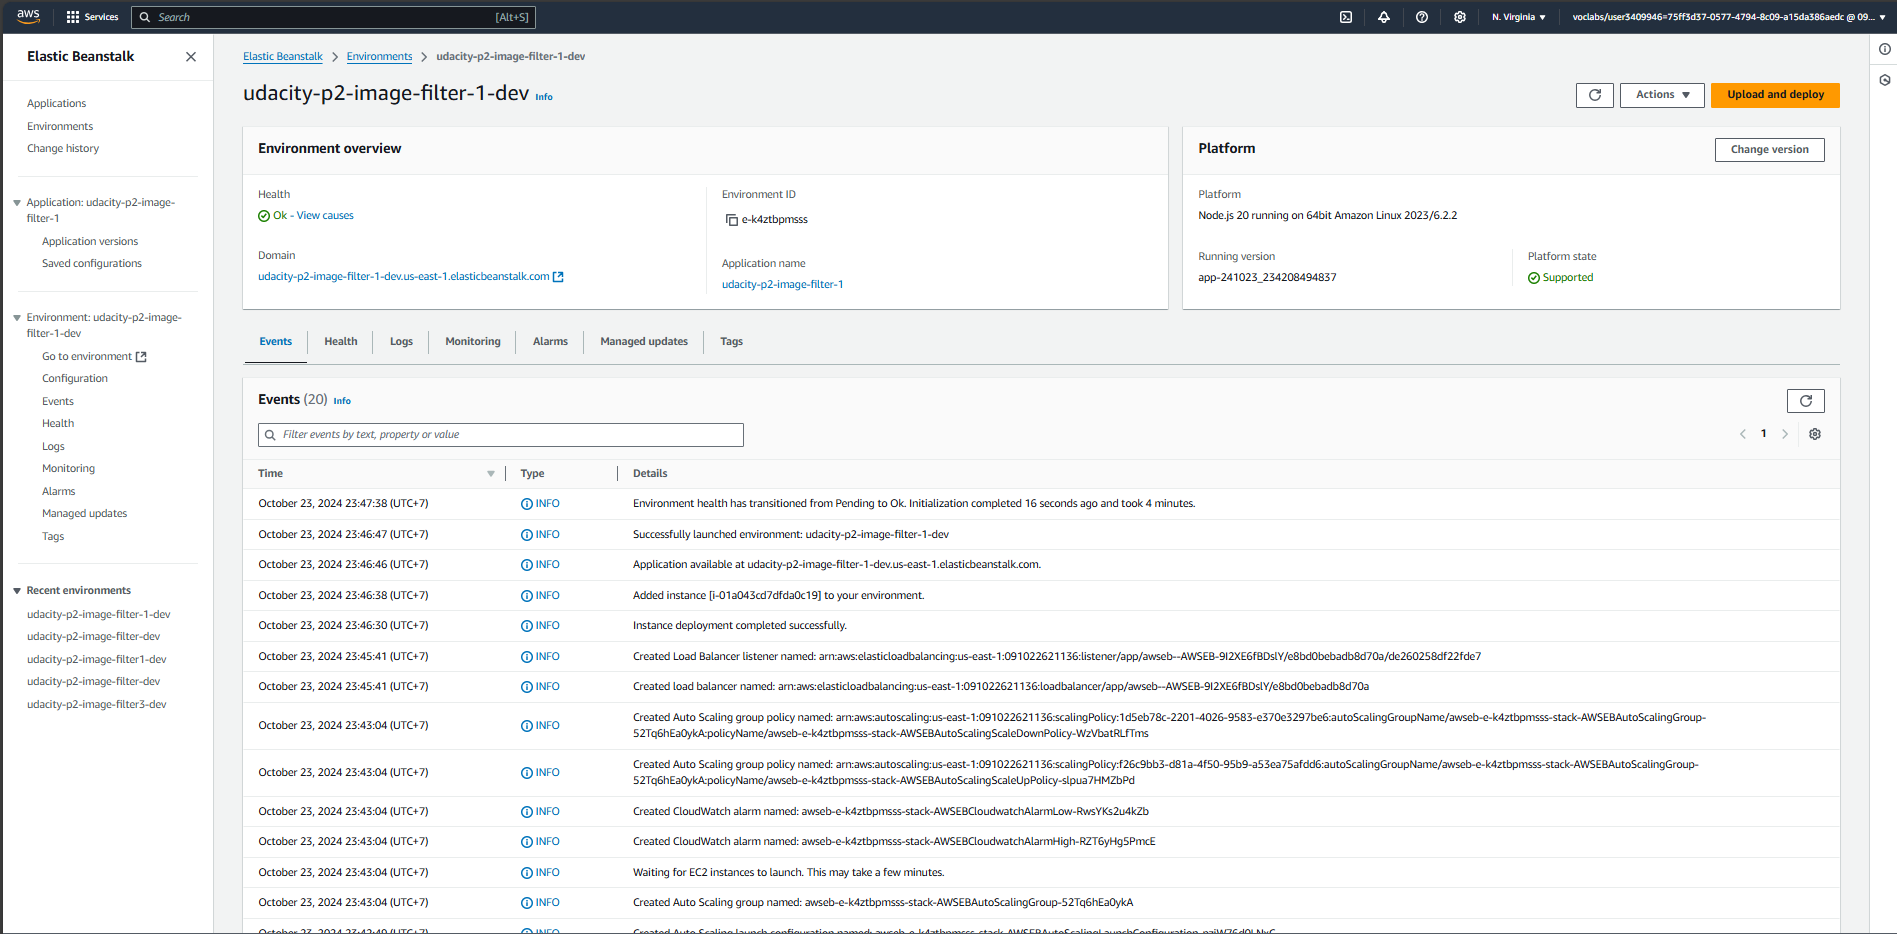 aws
Services
Search
[Alt+S]
N. Virginia
voclabs/user3409946=75ff3d37-0577-4794-8c09-a15da386aedc @ 09...
Elastic Beanstalk
Applications
Environments
Change history
Application: udacity-p2-image-
filter-1
Application versions
Saved configurations
Environment: udacity-p2-image-
filter-1-dev
Go to environment
Configuration
Events
Health
Logs
Monitoring
Alarms
Managed updates
Tags
Recent environments
udacity-p2-image-filter-1-dev
udacity-p2-image-filter-dev
udacity-p2-image-filter1-dev
udacity-p2-image-filter-dev
udacity-p2-image-filter3-dev
Elastic Beanstalk > Environments > udacity-p2-image-filter-1-dev
udacity-p2-image-filter-1-dev Info
Actions
Upload and deploy
Environment overview
Health
Ok - View causes
Domain
udacity-p2-image-filter-1-dev.us-east-1.elasticbeanstalk.com
Environment ID
e-k4ztbpmsss
Application name
udacity-p2-image-filter-1
Platform
Change version
Platform
Node.js 20 running on 64bit Amazon Linux 2023/6.2.2
Running version
app-241023_234208494837
Platform state
Supported
Events Health Logs Monitoring Alarms Managed updates Tags
Events (20) Info
Filter events by text, property or value
1
Time Type Details
October 23, 2024 23:47:38 (UTC+7) INFO Environment health has transitioned from Pending to Ok. Initialization completed 16 seconds ago and took 4 minutes.
October 23, 2024 23:46:47 (UTC+7) INFO Successfully launched environment: udacity-p2-image-filter-1-dev
October 23, 2024 23:46:46 (UTC+7) INFO Application available at udacity-p2-image-filter-1-dev.us-east-1.elasticbeanstalk.com.
October 23, 2024 23:46:38 (UTC+7) INFO Added instance [i-01a043cd7dfda0c19] to your environment.
October 23, 2024 23:46:30 (UTC+7) INFO Instance deployment completed successfully.
October 23, 2024 23:45:41 (UTC+7) INFO Created Load Balancer listener named: arn:aws:elasticloadbalancing:us-east-1:091022621136:listener/app/awseb--AWSEB-9I2XE6fBDslY/e8bd0bebadb8d70a/de260258df22fde7
October 23, 2024 23:45:41 (UTC+7) INFO Created load balancer named: arn:aws:elasticloadbalancing:us-east-1:091022621136:loadbalancer/app/awseb--AWSEB-9I2XE6fBDslY/e8bd0bebadb8d70a
October 23, 2024 23:43:04 (UTC+7) INFO Created Auto Scaling group policy named: arn:aws:autoscaling:us-east-1:091022621136:scalingPolicy:1d5eb78c-2201-4026-9583-e370e3297be6:autoScalingGroupName/awseb-e-k4ztbpmsss-stack-AWSEBAutoScalingGroup-
52Tq6hEa0ykA:policyName/awseb-e-k4ztbpmsss-stack-AWSEBAutoScalingScaleDownPolicy-WzVbatRLfTms
October 23, 2024 23:43:04 (UTC+7) INFO Created Auto Scaling group policy named: arn:aws:autoscaling:us-east-1:091022621136:scalingPolicy:f26c9bb3-d81a-4f50-95b9-a53ea75afdd6:autoScalingGroupName/awseb-e-k4ztbpmsss-stack-AWSEBAutoScalingGroup-
52Tq6hEa0ykA:policyName/awseb-e-k4ztbpmsss-stack-AWSEBAutoScalingScaleUpPolicy-slpua7HMZbPd
October 23, 2024 23:43:04 (UTC+7) INFO Created CloudWatch alarm named: awseb-e-k4ztbpmsss-stack-AWSEBCloudwatchAlarmLow-RwsYKs2u4kZb
October 23, 2024 23:43:04 (UTC+7) INFO Created CloudWatch alarm named: awseb-e-k4ztbpmsss-stack-AWSEBCloudwatchAlarmHigh-RZT6yHg5PmcE
October 23, 2024 23:43:04 (UTC+7) INFO Waiting for EC2 instances to launch. This may take a few minutes.
October 23, 2024 23:43:04 (UTC+7) INFO Created Auto Scaling group named: awseb-e-k4ztbpmsss-stack-AWSEBAutoScalingGroup-52Tq6hEa0ykA
October 23, 2024 23:42:49 (UTC+7) INFO Created Auto Scaling launch configuration named: